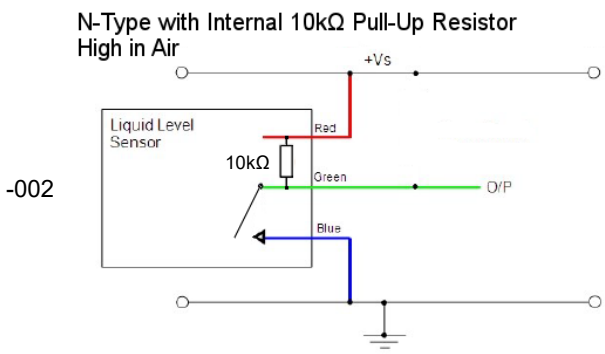 N-Type with Internal 10kΩ Pull-Up Resistor
High in Air
+Vs
Liquid Level
Sensor
Red
10kΩ
Green
-002
O/P
Blue